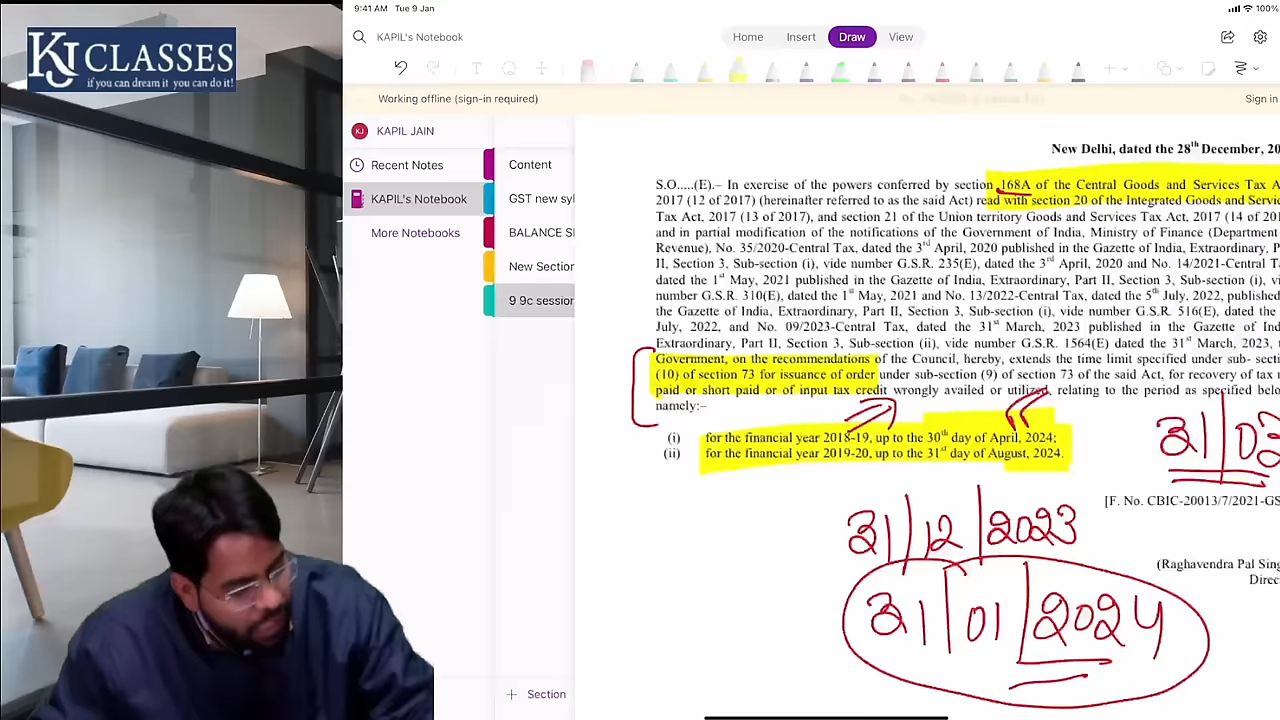 9:41 AM Tue 9 Jan
100%
KJ CLASSES
if you can dream it you can do it!
KAPIL's Notebook
Home Insert Draw View
Working offline (sign-in required)
Sign in
KAPIL JAIN
Recent Notes
KAPIL's Notebook
More Notebooks
Content
GST new syl
BALANCE S
New Section
9 9c session
Section
New Delhi, dated the 28th December, 20
S.O.....(E).– In exercise of the powers conferred by section 168A of the Central Goods and Services Tax A
2017 (12 of 2017) (hereinafter referred to as the said Act) read with section 20 of the Integrated Goods and Servic
Tax Act, 2017 (13 of 2017), and section 21 of the Union territory Goods and Services Tax Act, 2017 (14 of 201
and in partial modification of the notifications of the Government of India, Ministry of Finance (Department
Revenue), No. 35/2020-Central Tax, dated the 3rd April, 2020 published in the Gazette of India, Extraordinary, P
II, Section 3, Sub-section (i), vide number G.S.R. 235(E), dated the 3rd April, 2020 and No. 14/2021-Central T
dated the 1st May, 2021 published in the Gazette of India, Extraordinary, Part II, Section 3, Sub-section (i), vi
number G.S.R. 310(E), dated the 1st May, 2021 and No. 13/2022-Central Tax, dated the 5th July, 2022, published
the Gazette of India, Extraordinary, Part II, Section 3, Sub-section (i), vide number G.S.R. 516(E), dated the
July, 2022, and No. 09/2023-Central Tax, dated the 31st March, 2023 published in the Gazette of Ind
Extraordinary, Part II, Section 3, Sub-section (ii), vide number G.S.R. 1564(E) dated the 31st March, 2023, t
Government, on the recommendations of the Council, hereby, extends the time limit specified under sub- secti
(10) of section 73 for issuance of order under sub-section (9) of section 73 of the said Act, for recovery of tax n
paid or short paid or of input tax credit wrongly availed or utilized, relating to the period as specified belo
namely:–
(i) for the financial year 2018-19, up to the 30th day of April, 2024;
(ii) for the financial year 2019-20, up to the 31st day of August, 2024.
31|03
[F. No. CBIC-20013/7/2021-GS
31|12|2023
(Raghavendra Pal Sing
Direc
31|01|2024